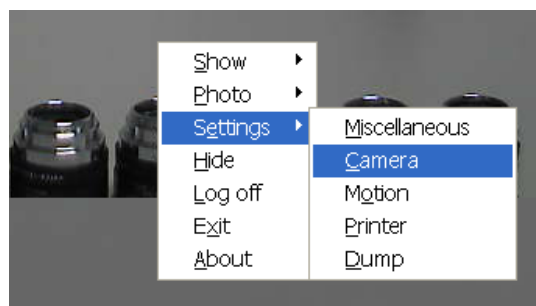 Show
Photo
Settings
Hide
Log off
Exit
About
Miscellaneous
Camera
Motion
Printer
Dump